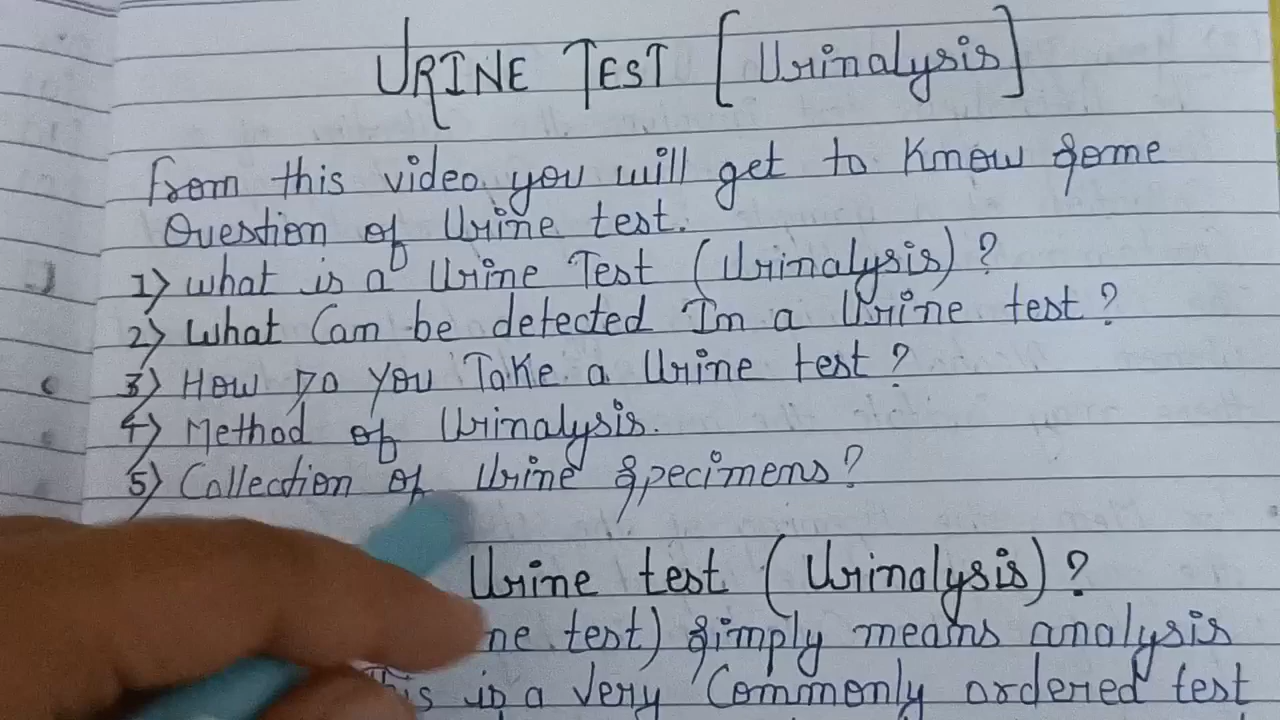 URINE TEST [Urinalysis]
From this video you will get to Know some
Question of Urine test.
1) What is a Urine Test (Urinalysis)?
2) What Can be detected In a Urine test?
3) How Do You Take a Urine test?
4) Method of Urinalysis.
5) Collection of Urine Specimens?
Urine test (Urinalysis)?
ne test) simply means analysis
This is a very Commonly ordered test